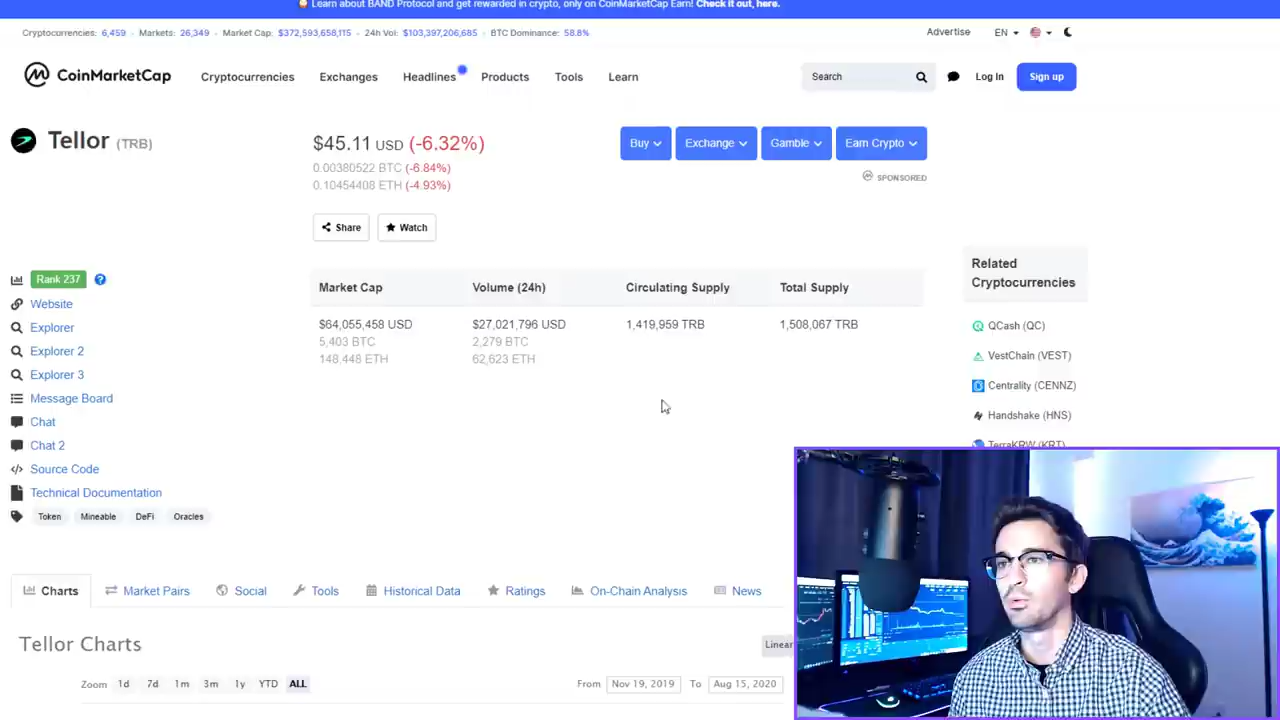 Learn about BAND Protocol and get rewarded in crypto, only on CoinMarketCap Earn! Check it out, here.
Cryptocurrencies: 6,459 · Markets: 26,349 · Market Cap: $372,593,658,115 · 24h Vol: $103,397,206,685 · BTC Dominance: 58.8%
Advertise EN
CoinMarketCap Cryptocurrencies Exchanges Headlines Products Tools Learn Search Log In Sign up
Tellor (TRB)
$45.11 USD (-6.32%)
0.00380522 BTC (-6.84%)
0.10454408 ETH (-4.93%)
Buy Exchange Gamble Earn Crypto
SPONSORED
Share Watch
Rank 237
Website
Explorer
Explorer 2
Explorer 3
Message Board
Chat
Chat 2
Source Code
Technical Documentation
Token Mineable DeFi Oracles
Market Cap Volume (24h) Circulating Supply Total Supply
$64,055,458 USD $27,021,796 USD 1,419,959 TRB 1,508,067 TRB
5,403 BTC 2,279 BTC
148,448 ETH 62,623 ETH
Related
Cryptocurrencies
QCash (QC)
VestChain (VEST)
Centrality (CENNZ)
Handshake (HNS)
TerraKRW (KRT)
Charts Market Pairs Social Tools Historical Data Ratings On-Chain Analysis News
Tellor Charts
Linear
Zoom 1d 7d 1m 3m 1y YTD ALL
From Nov 19, 2019 To Aug 15, 2020